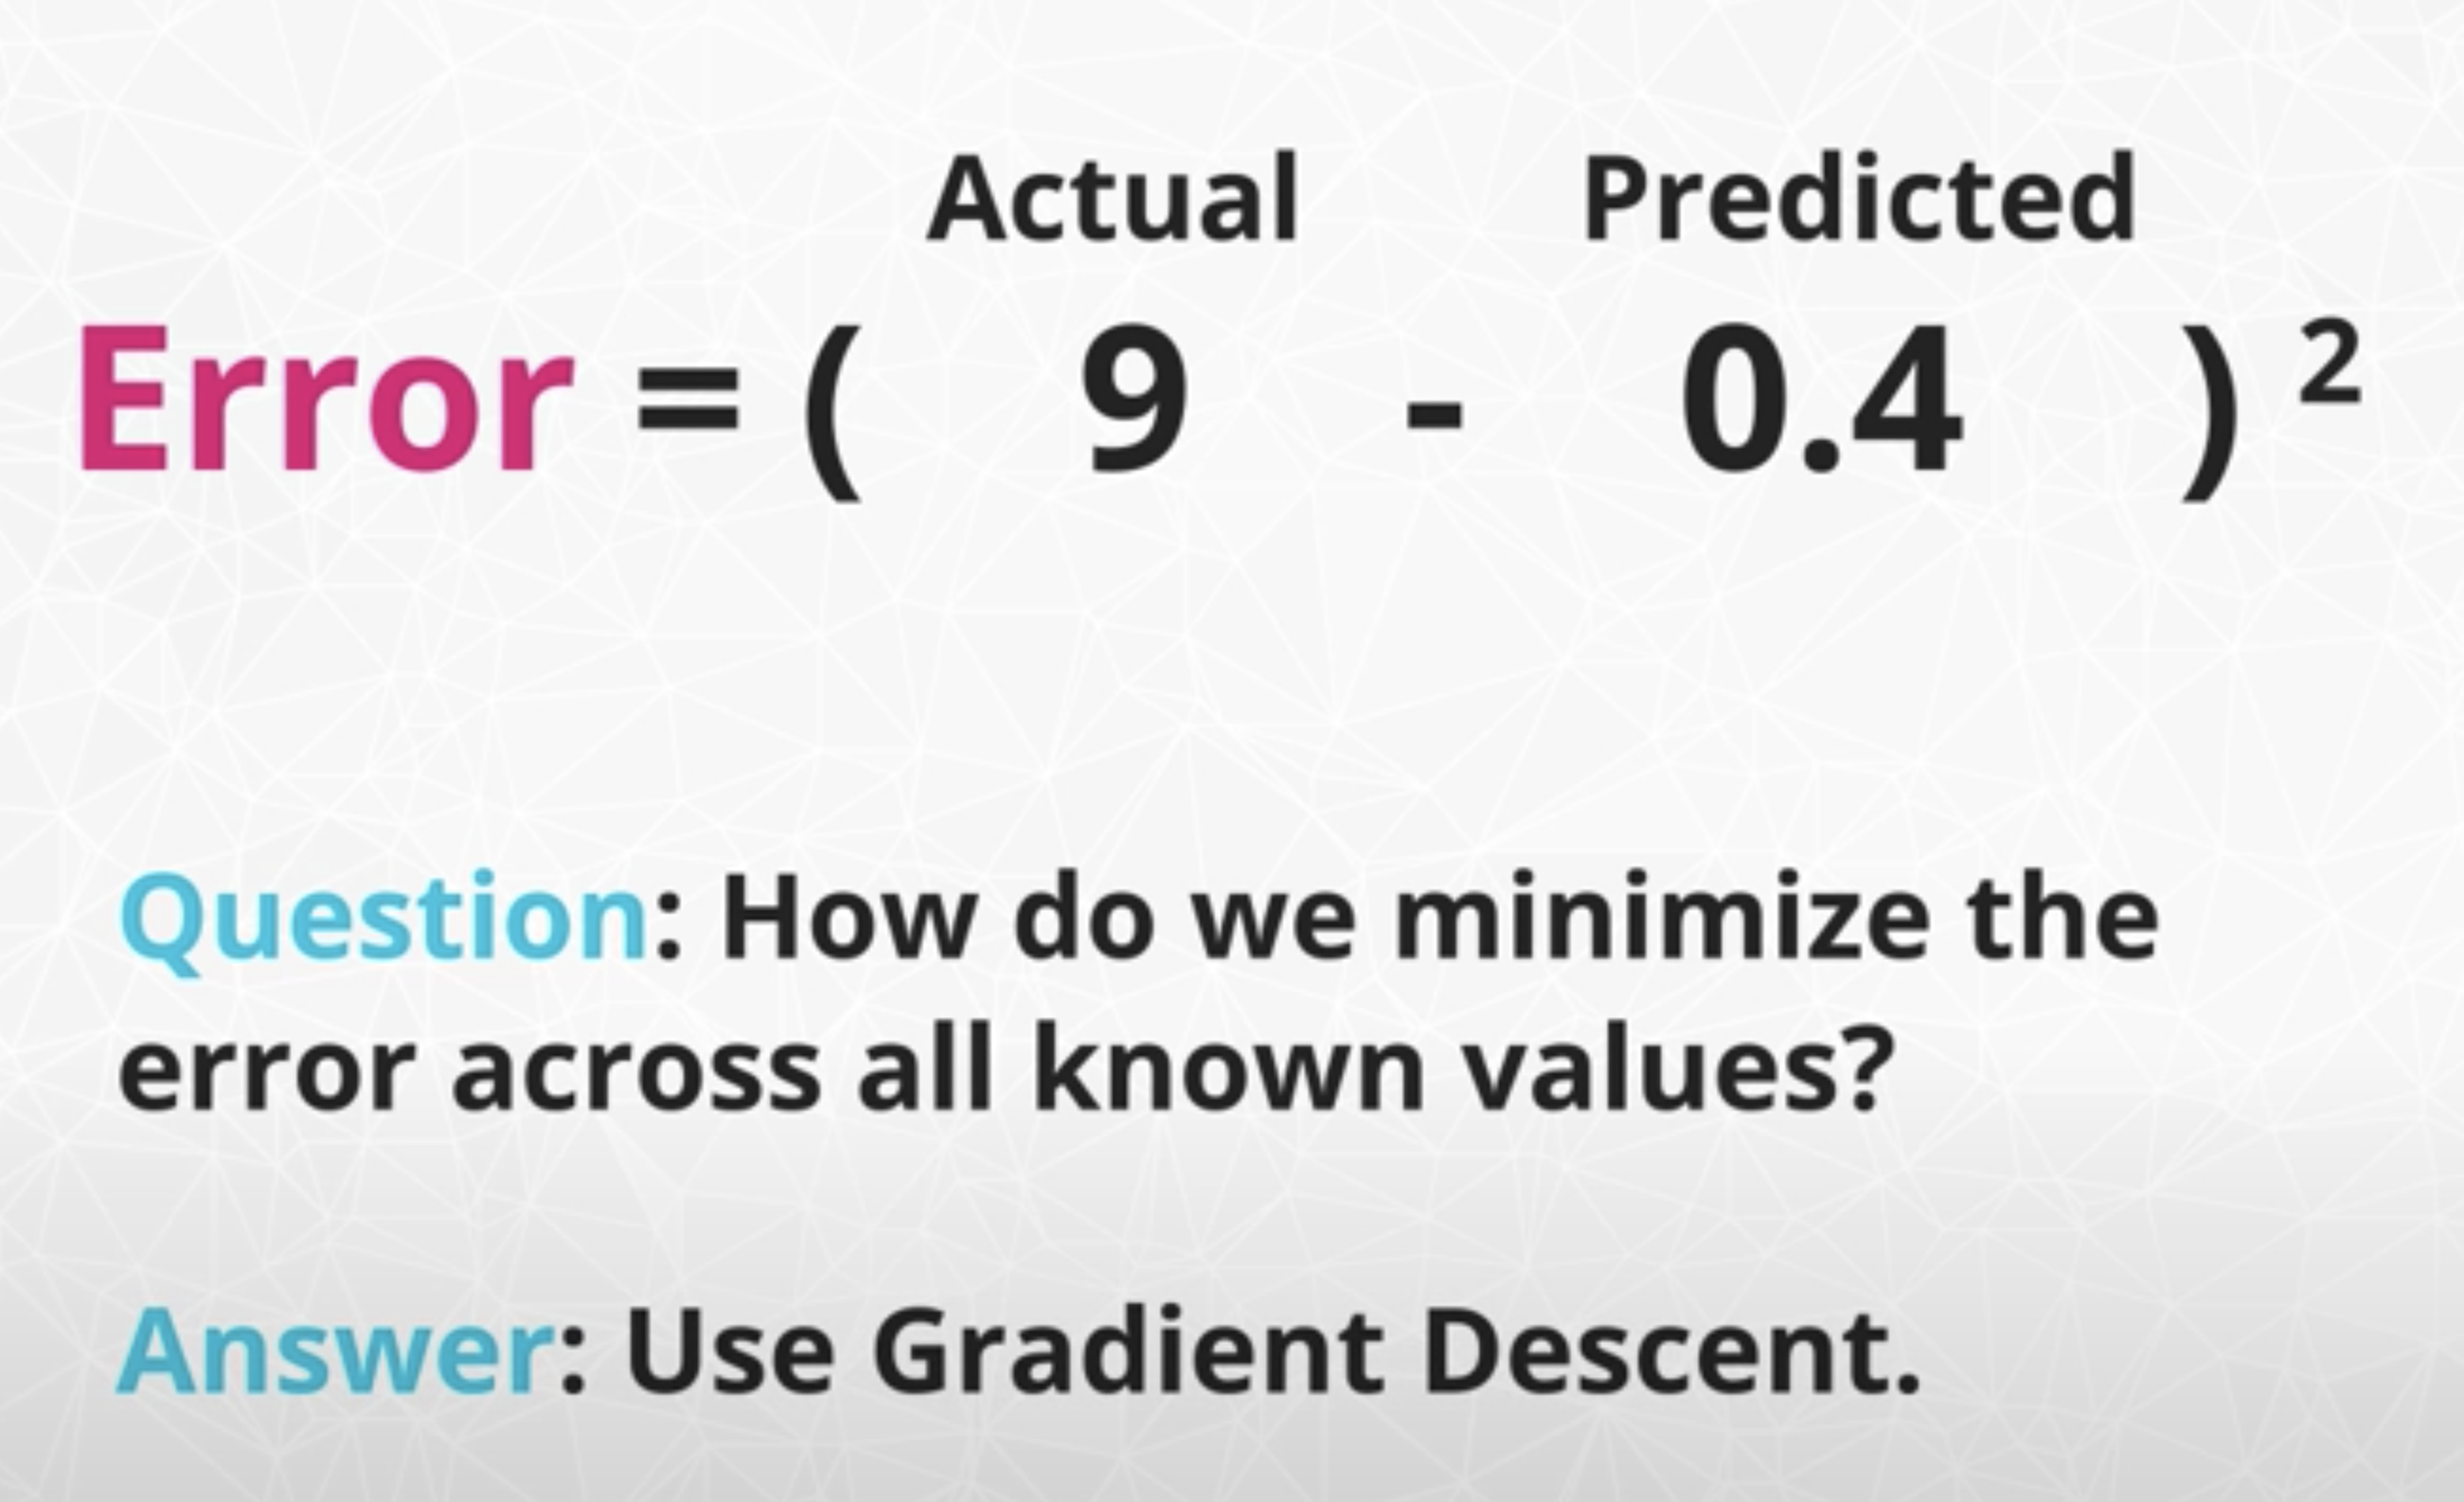 Actual Predicted
Error = ( 9 - 0.4 ) ²
Question: How do we minimize the
error across all known values?
Answer: Use Gradient Descent.